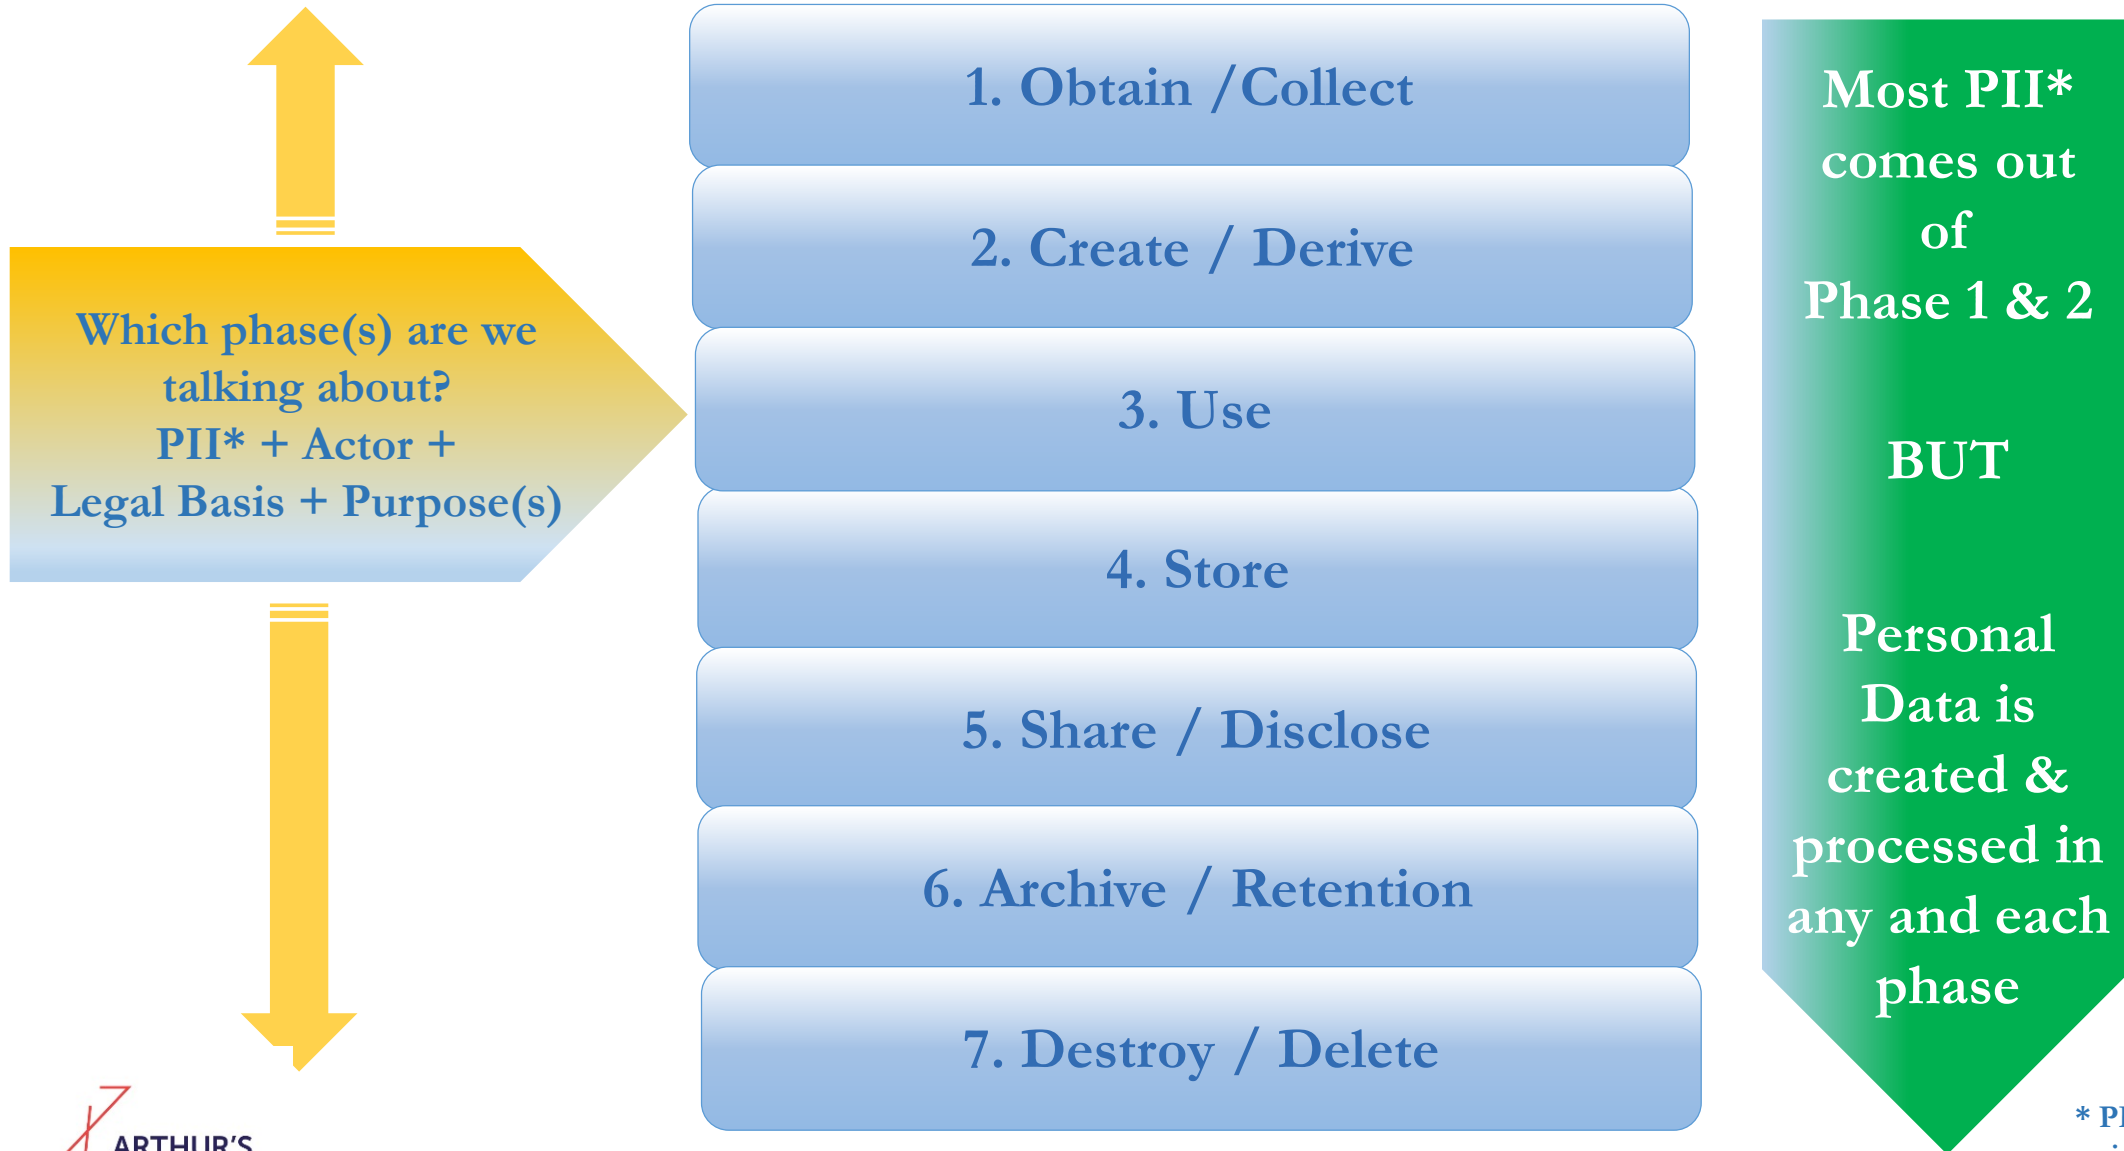 Which phase(s) are we
talking about?
PII* + Actor +
Legal Basis + Purpose(s)
1. Obtain /Collect
2. Create / Derive
3. Use
4. Store
5. Share / Disclose
6. Archive / Retention
7. Destroy / Delete
Most PII*
comes out
of
Phase 1 & 2
BUT
Personal
Data is
created &
processed in
any and each
phase
ARTHUR'S